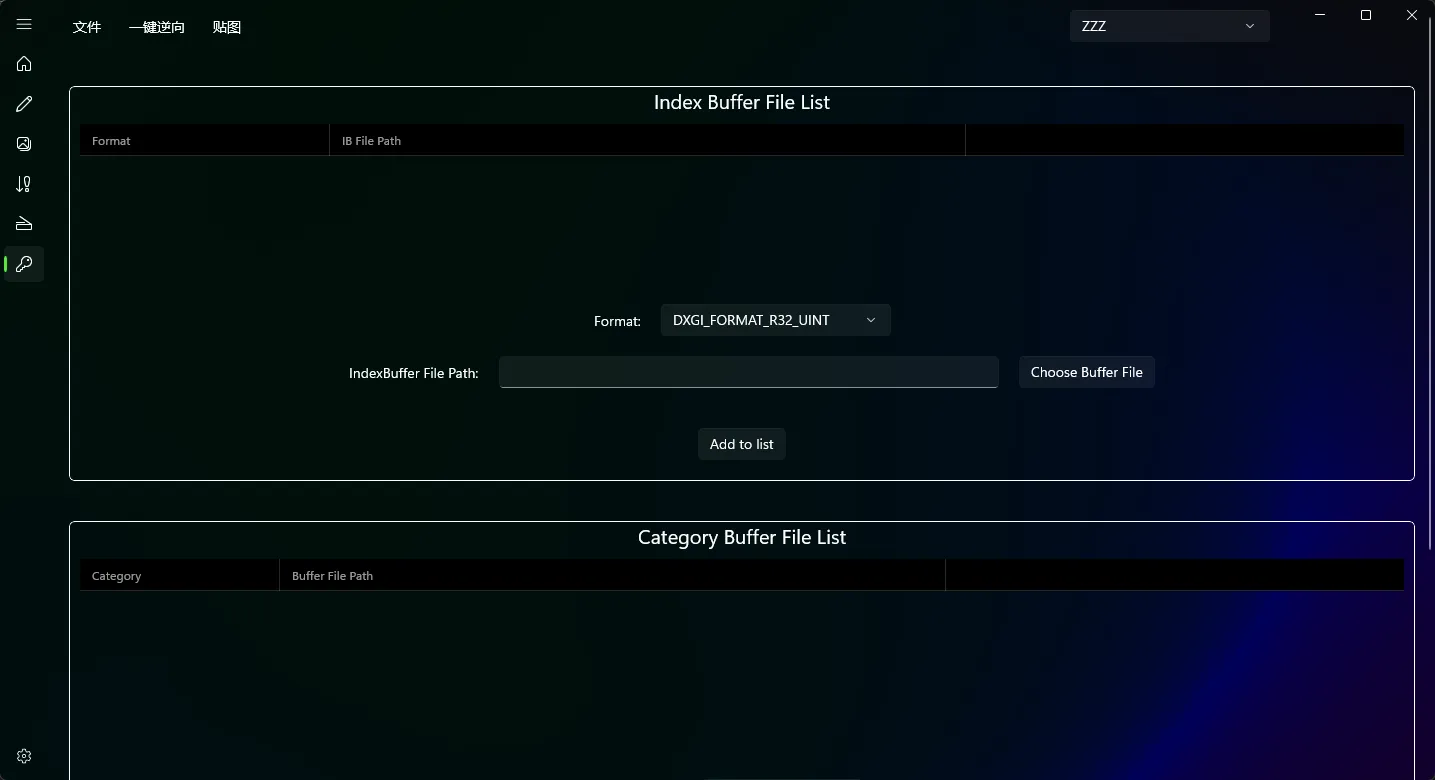 文件 一键逆向 贴图 ZZZ
Index Buffer File List
Format IB File Path
Format: DXGI_FORMAT_R32_UINT
IndexBuffer File Path: Choose Buffer File
Add to list
Category Buffer File List
Category Buffer File Path